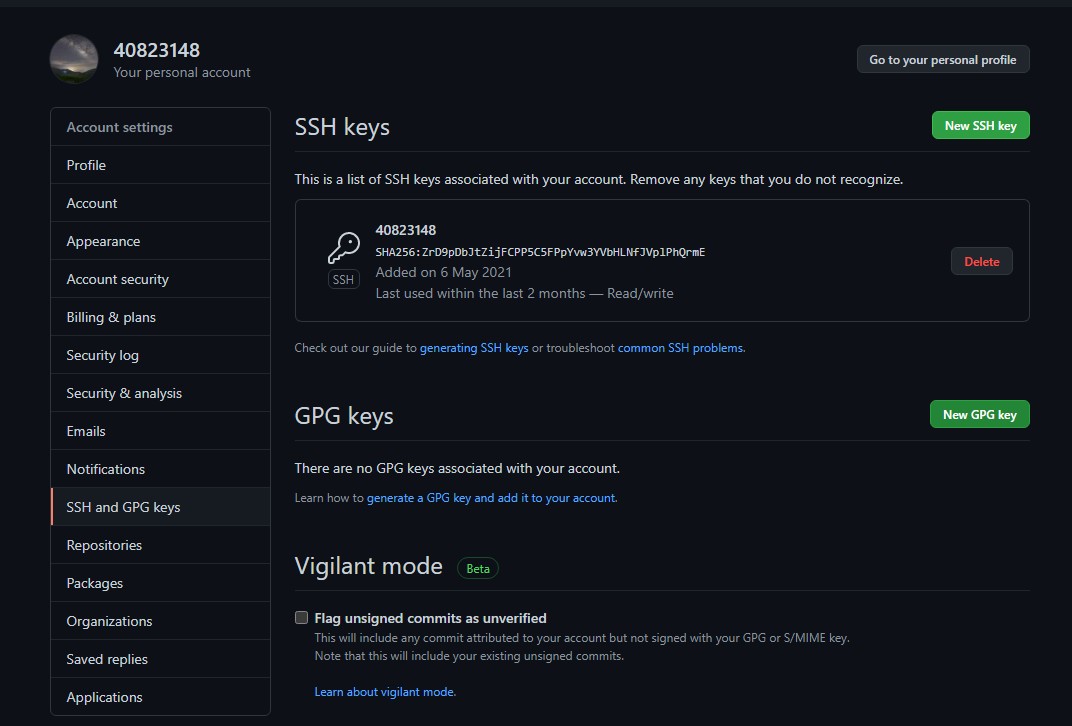 40823148
Your personal account
Go to your personal profile
Account settings
Profile
Account
Appearance
Account security
Billing & plans
Security log
Security & analysis
Emails
Notifications
SSH and GPG keys
Repositories
Packages
Organizations
Saved replies
Applications
SSH keys
New SSH key
This is a list of SSH keys associated with your account. Remove any keys that you do not recognize.
SSH
40823148
SHA256:ZrD9pDbJtZijFCPP5C5FPpYvw3YVbHLNfJVplPhQrmE
Added on 6 May 2021
Last used within the last 2 months — Read/write
Delete
Check out our guide to generating SSH keys or troubleshoot common SSH problems.
GPG keys
New GPG key
There are no GPG keys associated with your account.
Learn how to generate a GPG key and add it to your account.
Vigilant mode Beta
Flag unsigned commits as unverified
This will include any commit attributed to your account but not signed with your GPG or S/MIME key.
Note that this will include your existing unsigned commits.
Learn about vigilant mode.